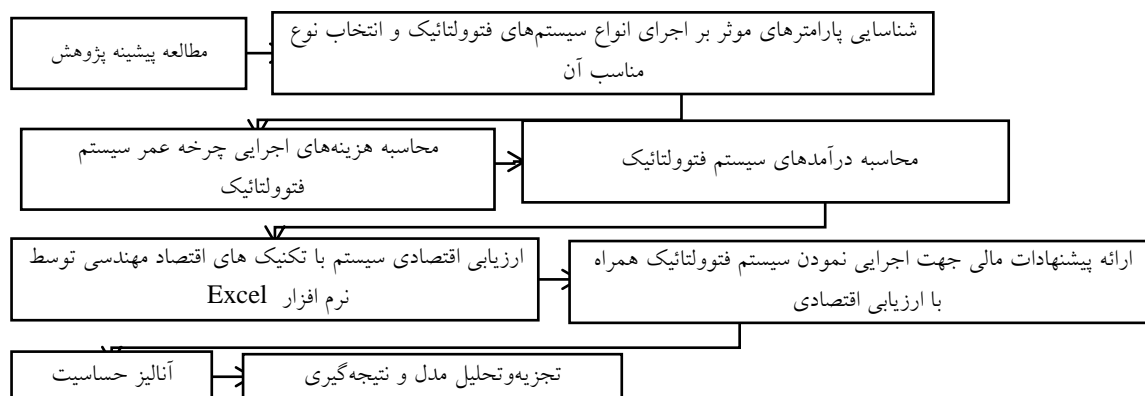 مطالعه پیشینه پژوهش
شناسایی پارامترهای موثر بر اجرای انواع سیستم‌های فتوولتائیک و انتخاب نوع
مناسب آن
محاسبه هزینه‌های اجرایی چرخه عمر سیستم
فتوولتائیک
محاسبه درآمدهای سیستم فتوولتائیک
ارزیابی اقتصادی سیستم با تکنیک های اقتصاد مهندسی توسط
نرم افزار Excel
ارائه پیشنهادات مالی جهت اجرایی نمودن سیستم فتوولتائیک همراه
با ارزیابی اقتصادی
آنالیز حساسیت
تجزیه‌وتحلیل مدل و نتیجه‌گیری